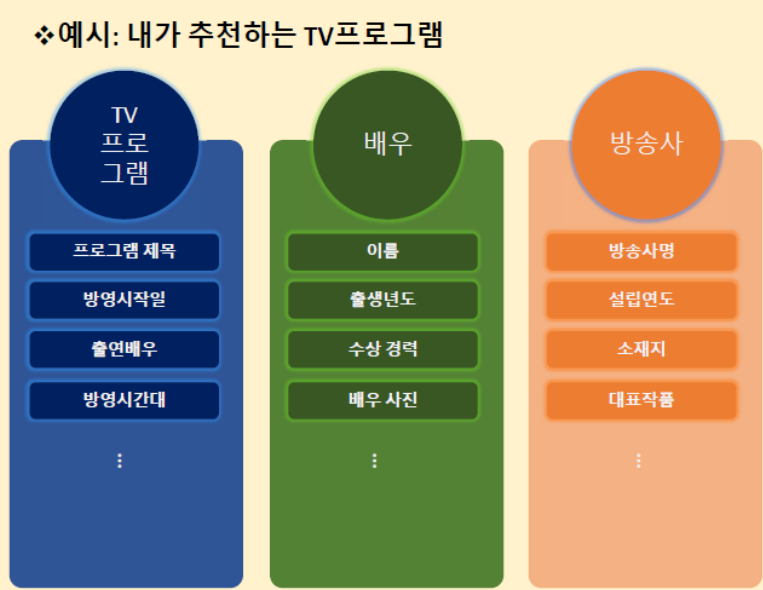 ❖예시: 내가 추천하는 TV프로그램
TV
프로
그램
프로그램 제목
방영시작일
출연배우
방영시간대
⋮
배우
이름
출생년도
수상 경력
배우 사진
⋮
방송사
방송사명
설립연도
소재지
대표작품
⋮